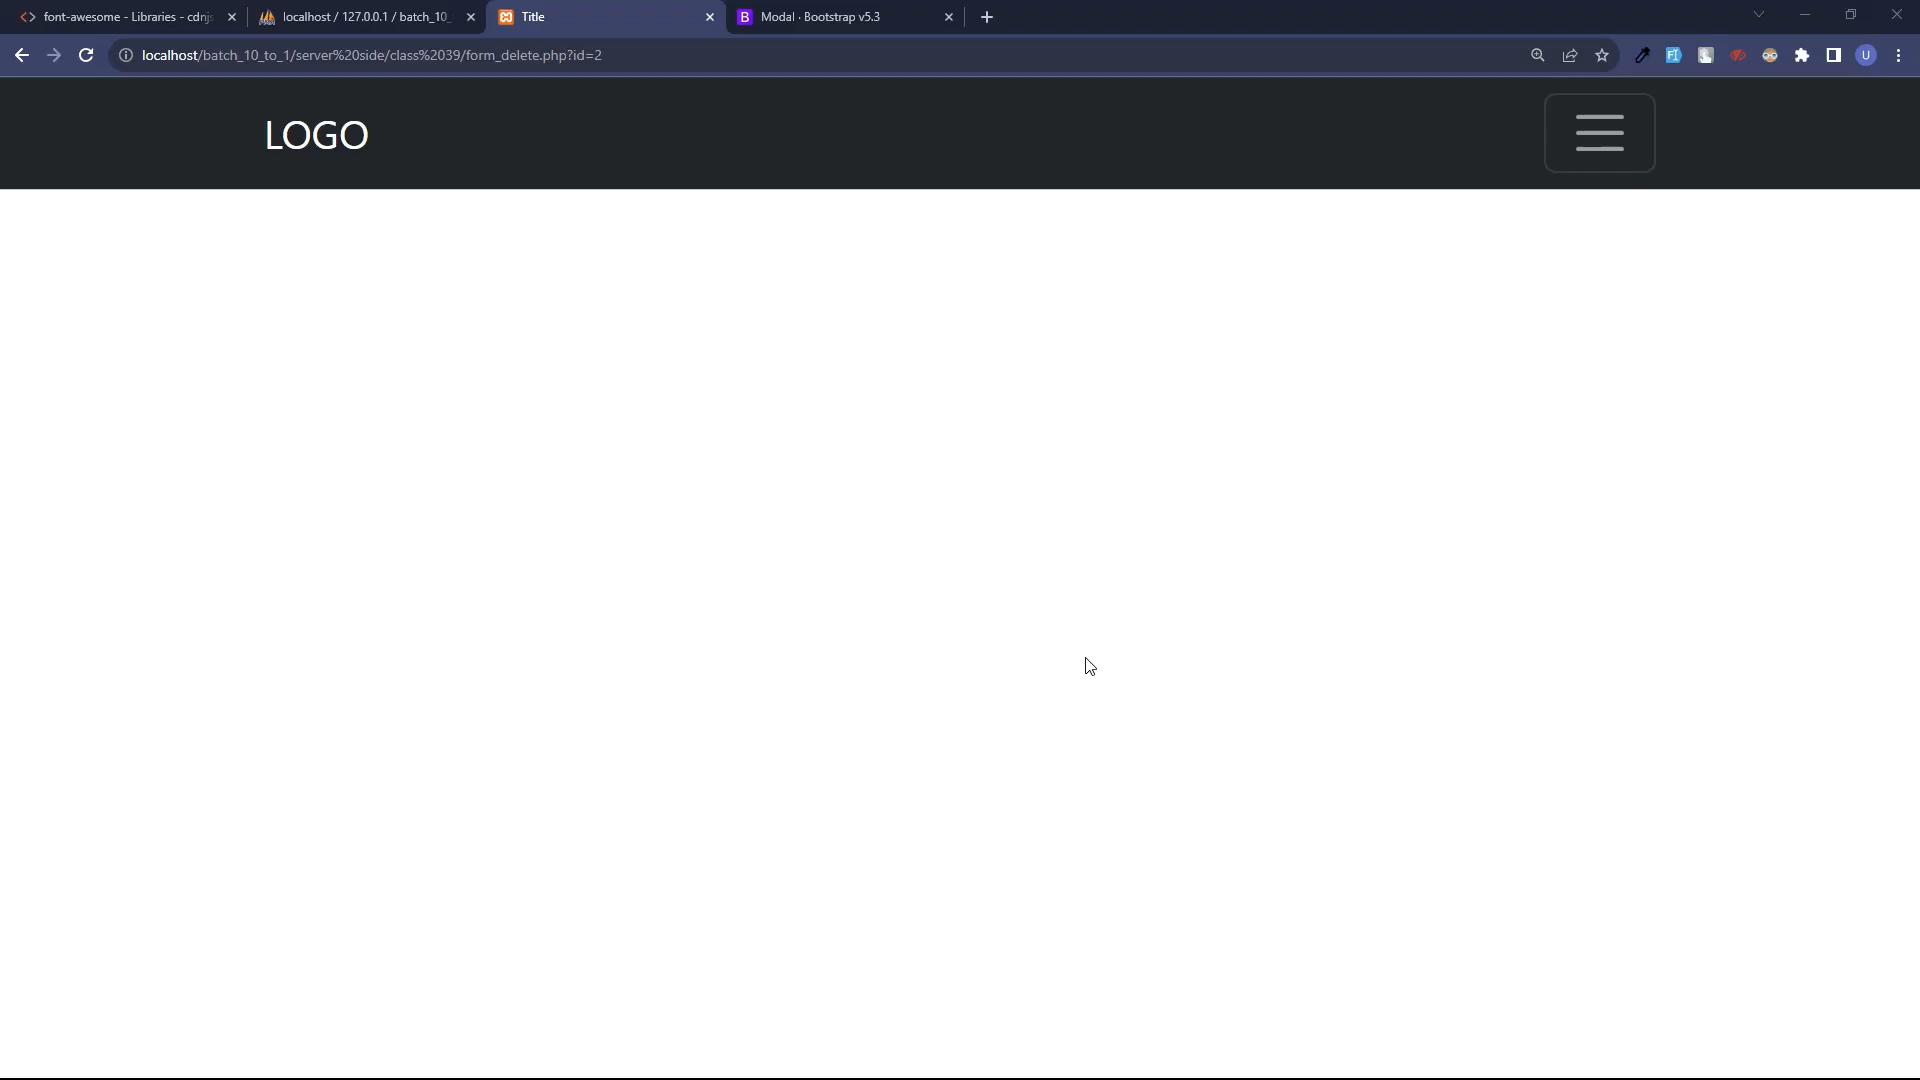 font-awesome - Libraries - cdnjs
localhost / 127.0.0.1 / batch_10_
Title
B Modal · Bootstrap v5.3
localhost/batch_10_to_1/server%20side/class%2039/form_delete.php?id=2
U
LOGO